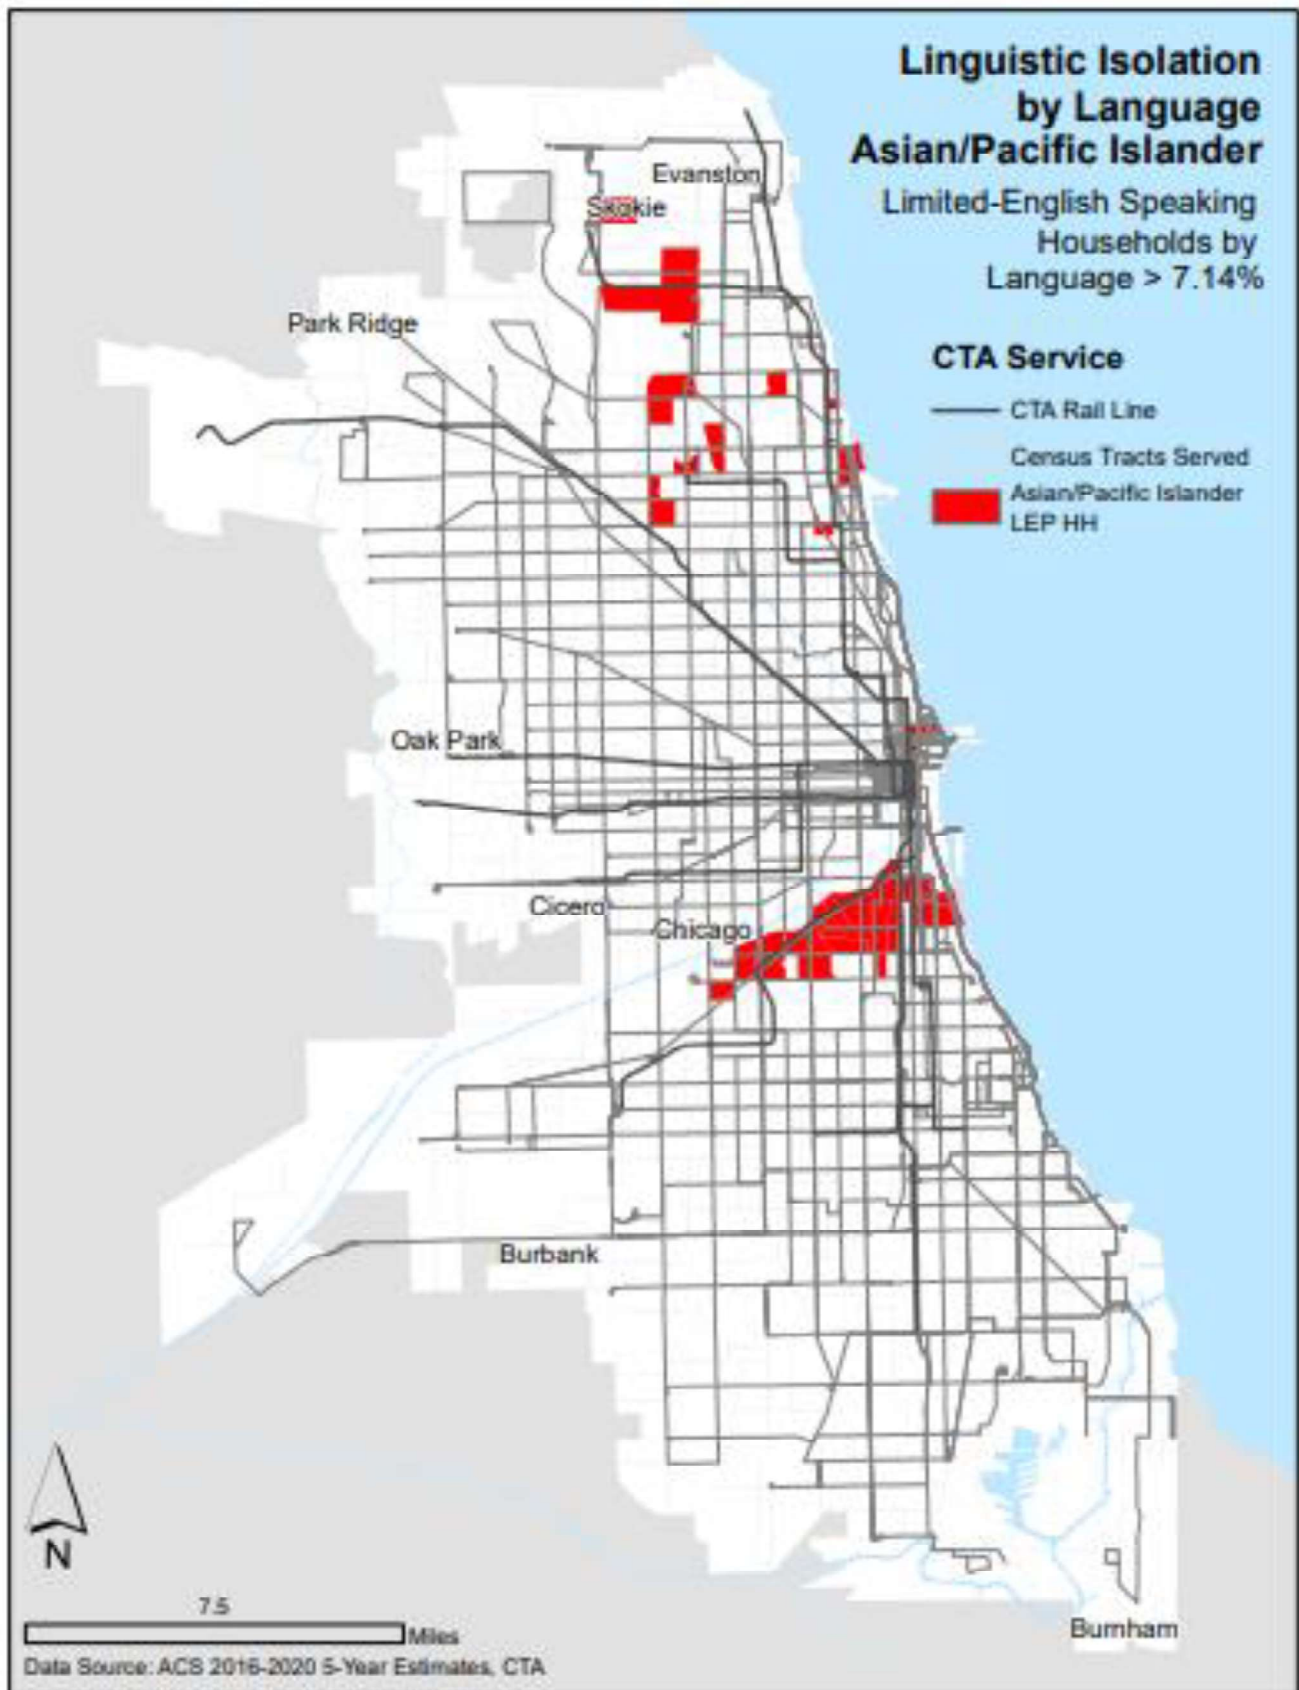 Linguistic Isolation
by Language
Asian/Pacific Islander
Limited-English Speaking
Households by
Language > 7.14%
CTA Service
CTA Rail Line
Census Tracts Served
Asian/Pacific Islander
LEP HH
Evanston
Skokie
Park Ridge
Oak Park
Cicero
Chicago
Burbank
Burnham
N
7.5
Miles
Data Source: ACS 2016-2020 5-Year Estimates, CTA